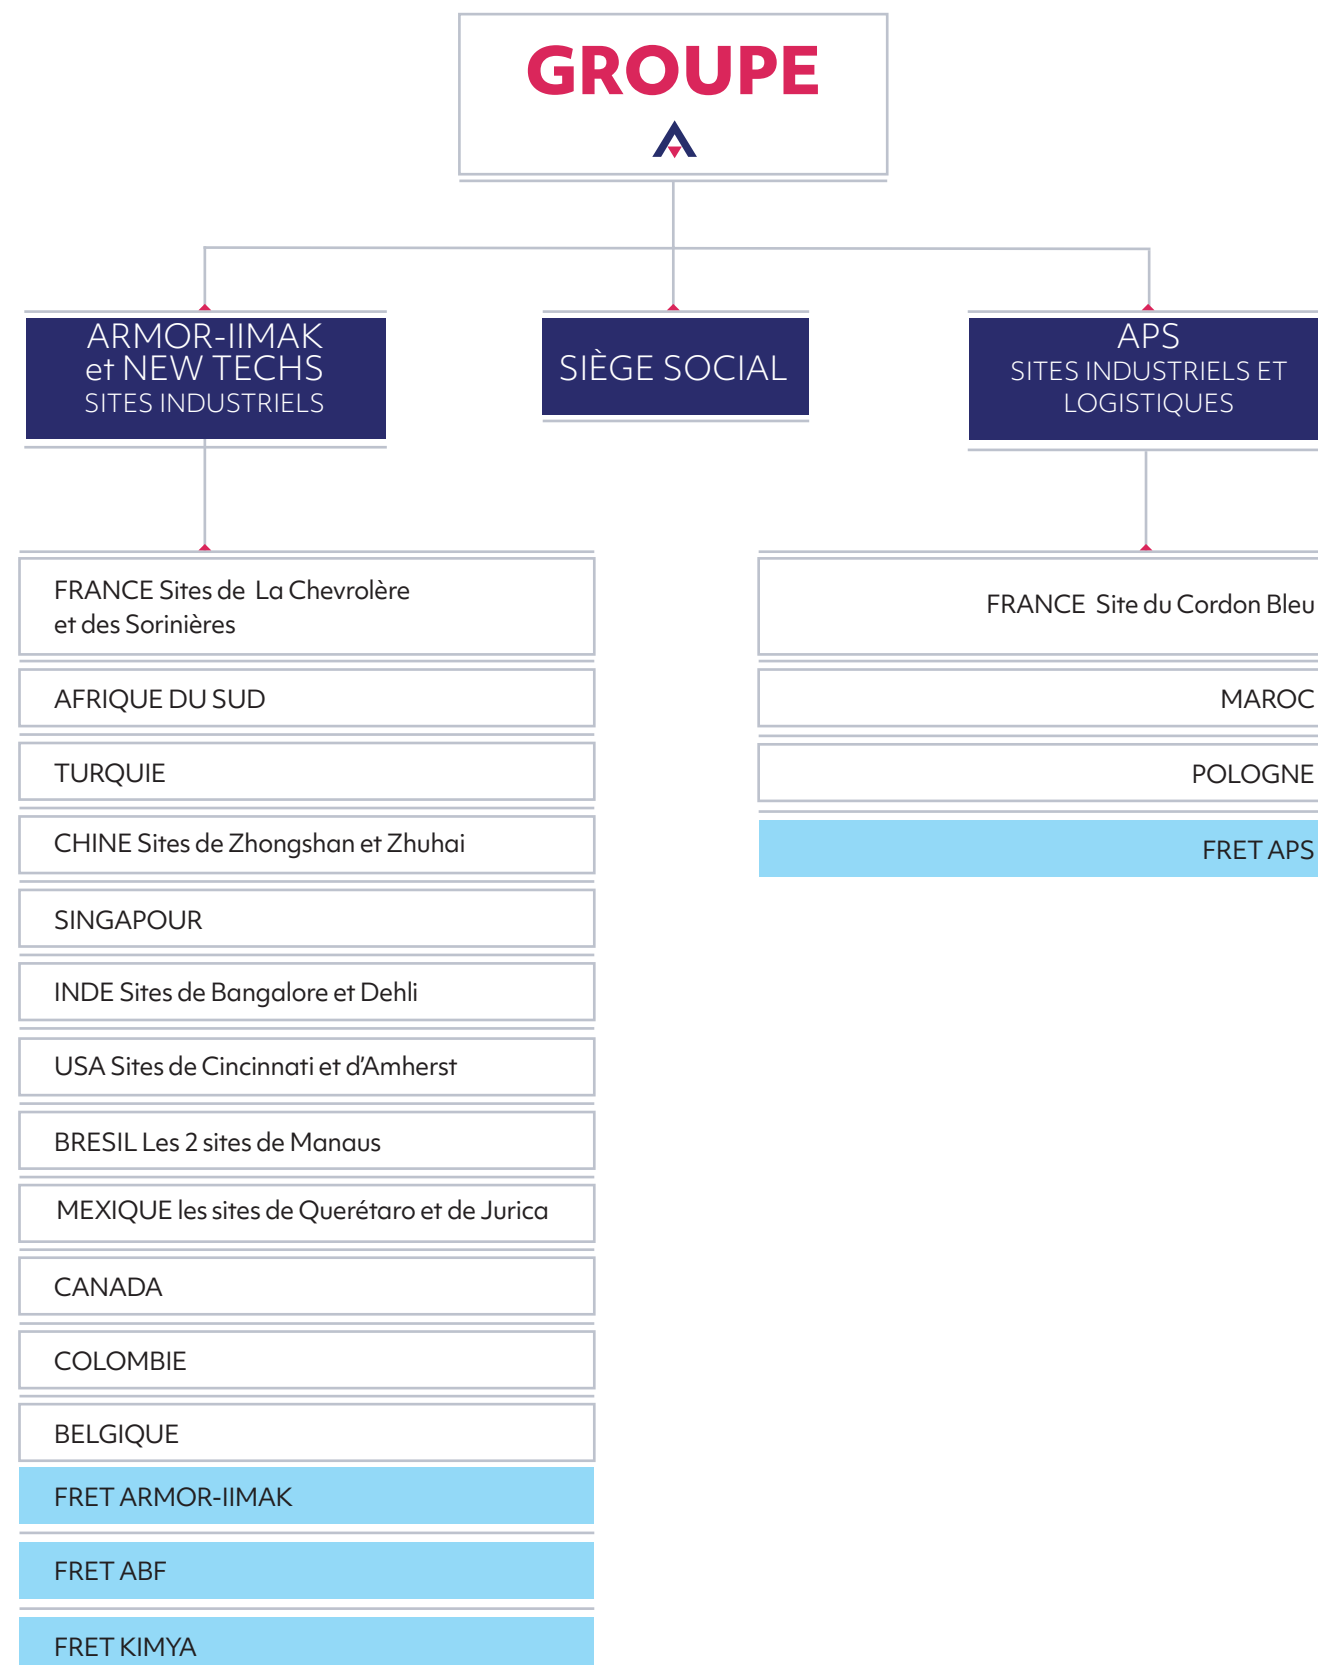 GROUPE
ARMOR-IIMAK
et NEW TECHS
SITES INDUSTRIELS
SIÈGE SOCIAL
APS
SITES INDUSTRIELS ET
LOGISTIQUES
FRANCE Sites de La Chevrolère
et des Sorinières
AFRIQUE DU SUD
TURQUIE
CHINE Sites de Zhongshan et Zhuhai
SINGAPOUR
INDE Sites de Bangalore et Dehli
USA Sites de Cincinnati et d'Amherst
BRESIL Les 2 sites de Manaus
MEXIQUE les sites de Querétaro et de Jurica
CANADA
COLOMBIE
BELGIQUE
FRET ARMOR-IIMAK
FRET ABF
FRET KIMYA
FRANCE Site du Cordon Bleu
MAROC
POLOGNE
FRET APS